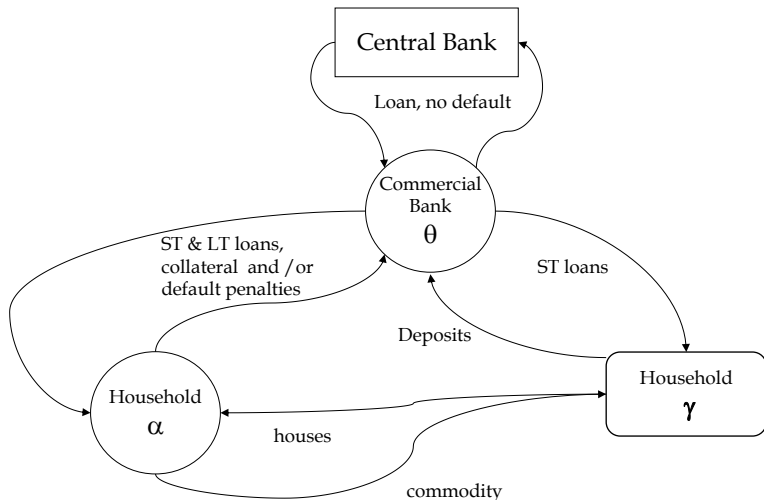 Central Bank
Loan, no default
Commercial
Bank
θ
ST & LT loans,
collateral and /or
default penalties
ST loans
Deposits
Household
α
Household
γ
houses
commodity